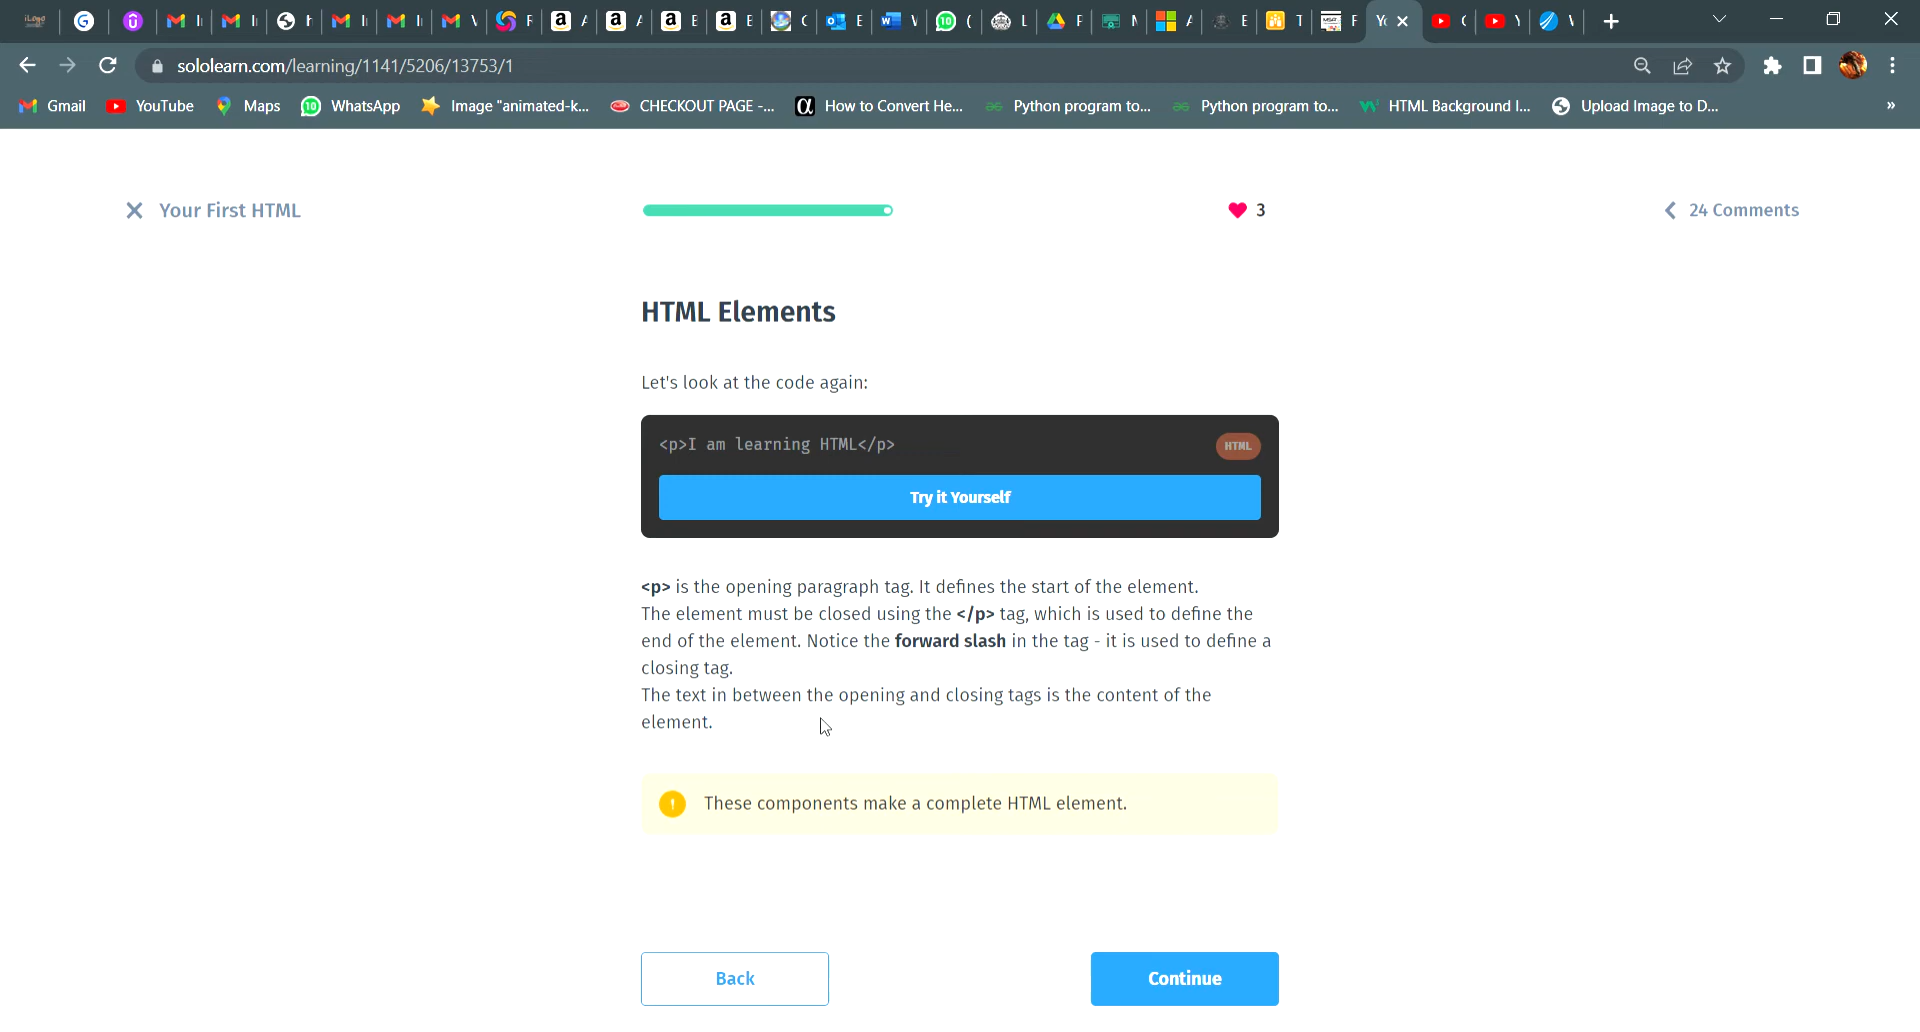 sololearn.com/learning/1141/5206/13753/1
Gmail YouTube Maps WhatsApp Image "animated-k... CHECKOUT PAGE -... How to Convert He... Python program to... Python program to... HTML Background I... Upload Image to D... »
Your First HTML 3 24 Comments
HTML Elements
Let's look at the code again:
<p>I am learning HTML</p> HTML
Try it Yourself
<p> is the opening paragraph tag. It defines the start of the element.
The element must be closed using the </p> tag, which is used to define the
end of the element. Notice the forward slash in the tag - it is used to define a
closing tag.
The text in between the opening and closing tags is the content of the
element.
These components make a complete HTML element.
Back Continue